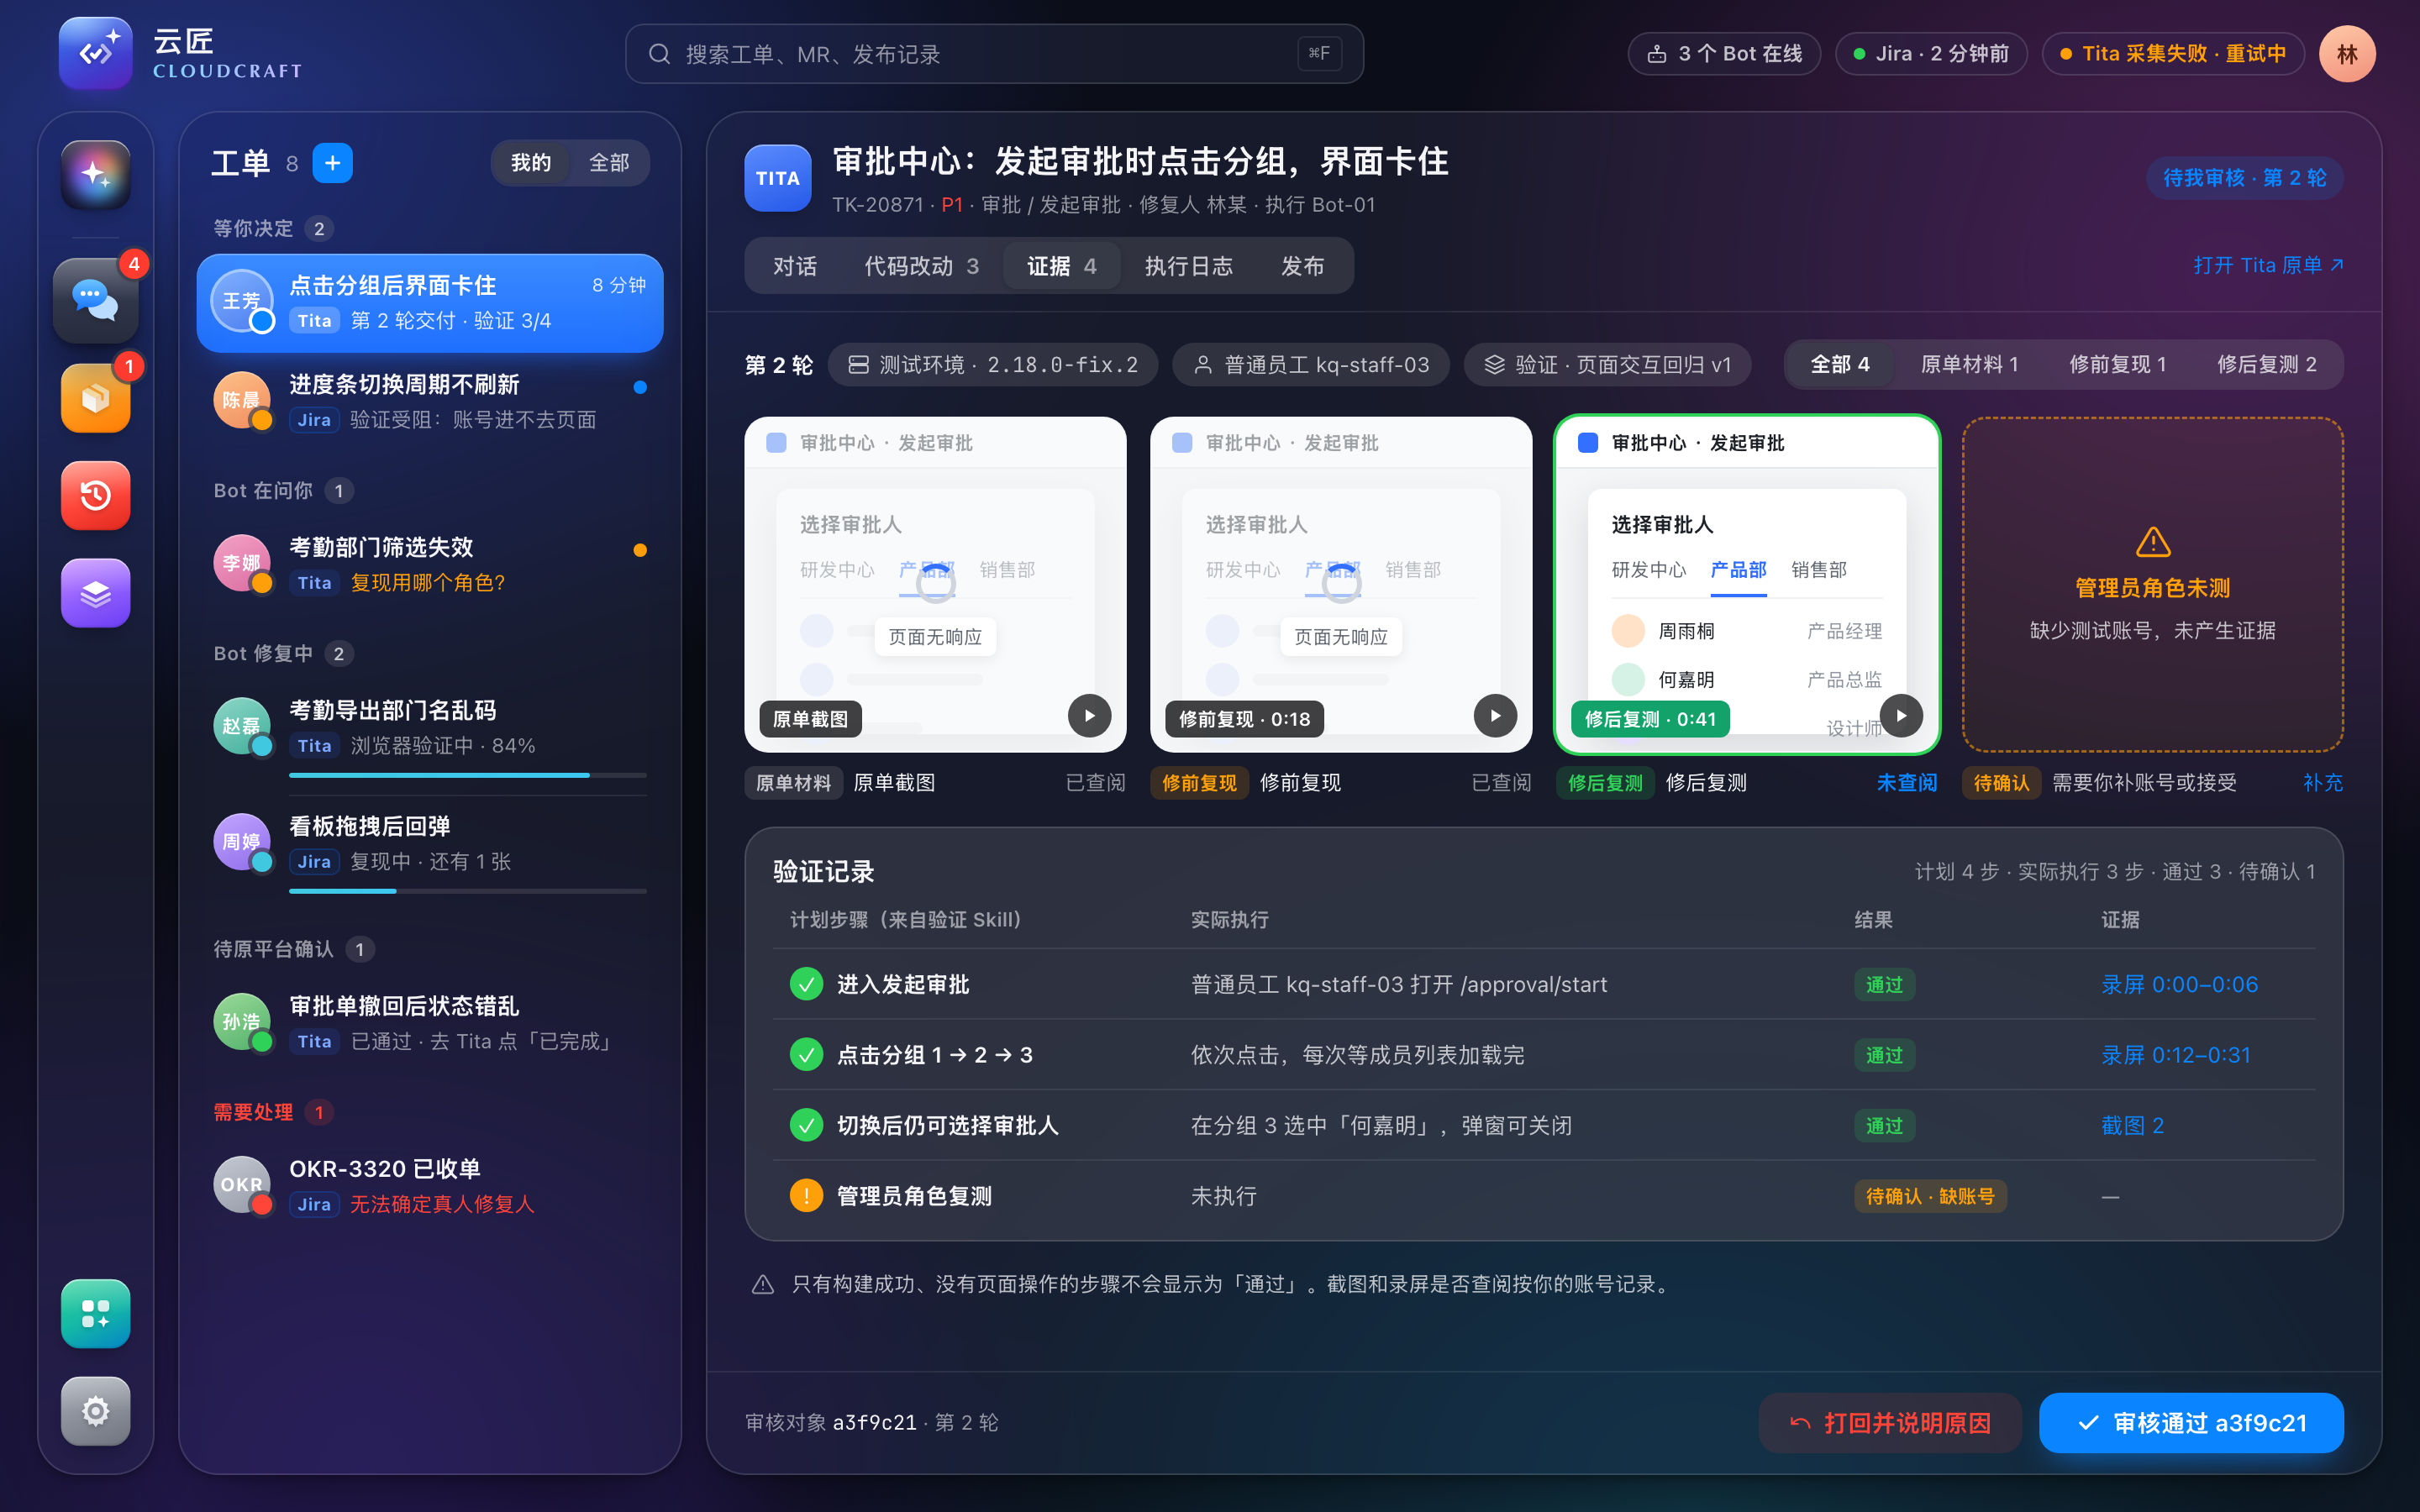 云匠
CLOUDCRAFT
搜索工单、MR、发布记录
⌘F
3 个 Bot 在线
Jira · 2 分钟前
Tita 采集失败 · 重试中
林
4
1
工单 8
我的
全部
等你决定 2
王芳
点击分组后界面卡住
8 分钟
Tita 第 2 轮交付 · 验证 3/4
陈晨
进度条切换周期不刷新
Jira 验证受阻：账号进不去页面
Bot 在问你 1
李娜
考勤部门筛选失效
Tita 复现用哪个角色？
Bot 修复中 2
赵磊
考勤导出部门名乱码
Tita 浏览器验证中 · 84%
周婷
看板拖拽后回弹
Jira 复现中 · 还有 1 张
待原平台确认 1
孙浩
审批单撤回后状态错乱
Tita 已通过 · 去 Tita 点「已完成」
需要处理 1
OKR
OKR-3320 已收单
Jira 无法确定真人修复人
TITA
审批中心：发起审批时点击分组，界面卡住
TK-20871 · P1 · 审批 / 发起审批 · 修复人 林某 · 执行 Bot-01
待我审核 · 第 2 轮
对话
代码改动 3
证据 4
执行日志
发布
打开 Tita 原单 ↗
第 2 轮
测试环境 · 2.18.0-fix.2
普通员工 kq-staff-03
验证 · 页面交互回归 v1
全部 4
原单材料 1
修前复现 1
修后复测 2
审批中心 · 发起审批
选择审批人
研发中心 产品部 销售部
页面无响应
原单截图
原单材料 原单截图
已查阅
审批中心 · 发起审批
选择审批人
研发中心 产品部 销售部
页面无响应
修前复现 · 0:18
修前复现 修前复现
已查阅
审批中心 · 发起审批
选择审批人
研发中心 产品部 销售部
周雨桐 产品经理
何嘉明 产品总监
设计师
修后复测 · 0:41
修后复测 修后复测
未查阅
管理员角色未测
缺少测试账号，未产生证据
待确认 需要你补账号或接受
补充
验证记录
计划 4 步 · 实际执行 3 步 · 通过 3 · 待确认 1
计划步骤（来自验证 Skill） 实际执行 结果 证据
进入发起审批 普通员工 kq-staff-03 打开 /approval/start 通过 录屏 0:00–0:06
点击分组 1 → 2 → 3 依次点击，每次等成员列表加载完 通过 录屏 0:12–0:31
切换后仍可选择审批人 在分组 3 选中「何嘉明」，弹窗可关闭 通过 截图 2
管理员角色复测 未执行 待确认 · 缺账号 —
只有构建成功、没有页面操作的步骤不会显示为「通过」。截图和录屏是否查阅按你的账号记录。
审核对象 a3f9c21 · 第 2 轮
打回并说明原因
审核通过 a3f9c21